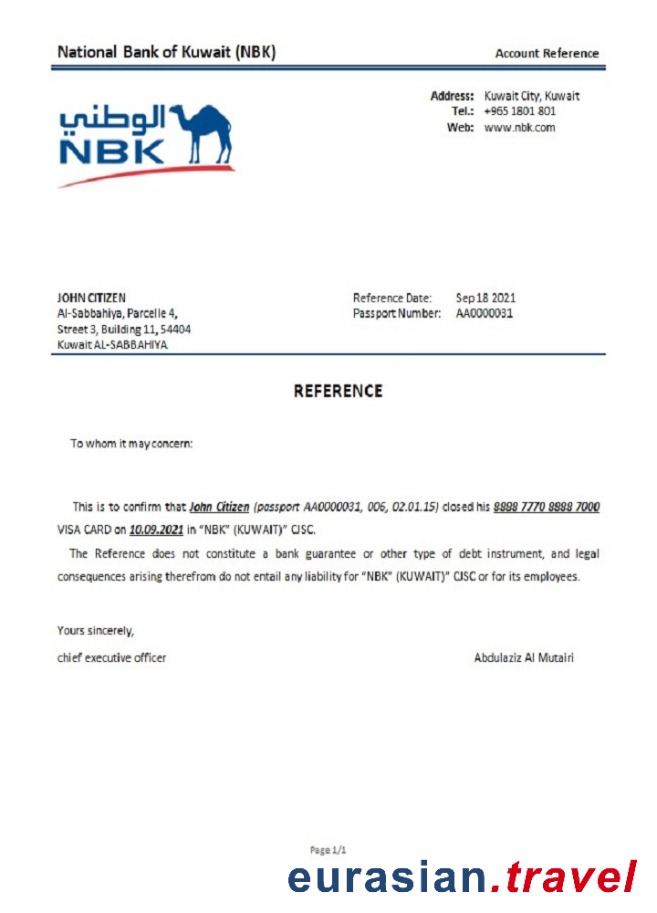 National Bank of Kuwait (NBK)
Account Reference
Address: Kuwait City, Kuwait
Tel.: +965 1801 801
Web: www.nbk.com
الوطني
NBK
JOHN CITIZEN
Al-Sabbahiya, Parcelle 4,
Street 3, Building 11, 54404
Kuwait AL-SABBAHIYA
Reference Date: Sep 18 2021
Passport Number: AA0000031
REFERENCE
To whom it may concern:
This is to confirm that John Citizen (passport AA0000031, 006, 02.01.15) closed his 8888 7770 8888 7000
VISA CARD on 10.09.2021 in "NBK" (KUWAIT)" CJSC.
The Reference does not constitute a bank guarantee or other type of debt instrument, and legal
consequences arising therefrom do not entail any liability for "NBK" (KUWAIT)" CJSC or for its employees.
Yours sincerely,
chief executive officer
Abdulaziz Al Mutairi
Page 1/1
eurasian.travel